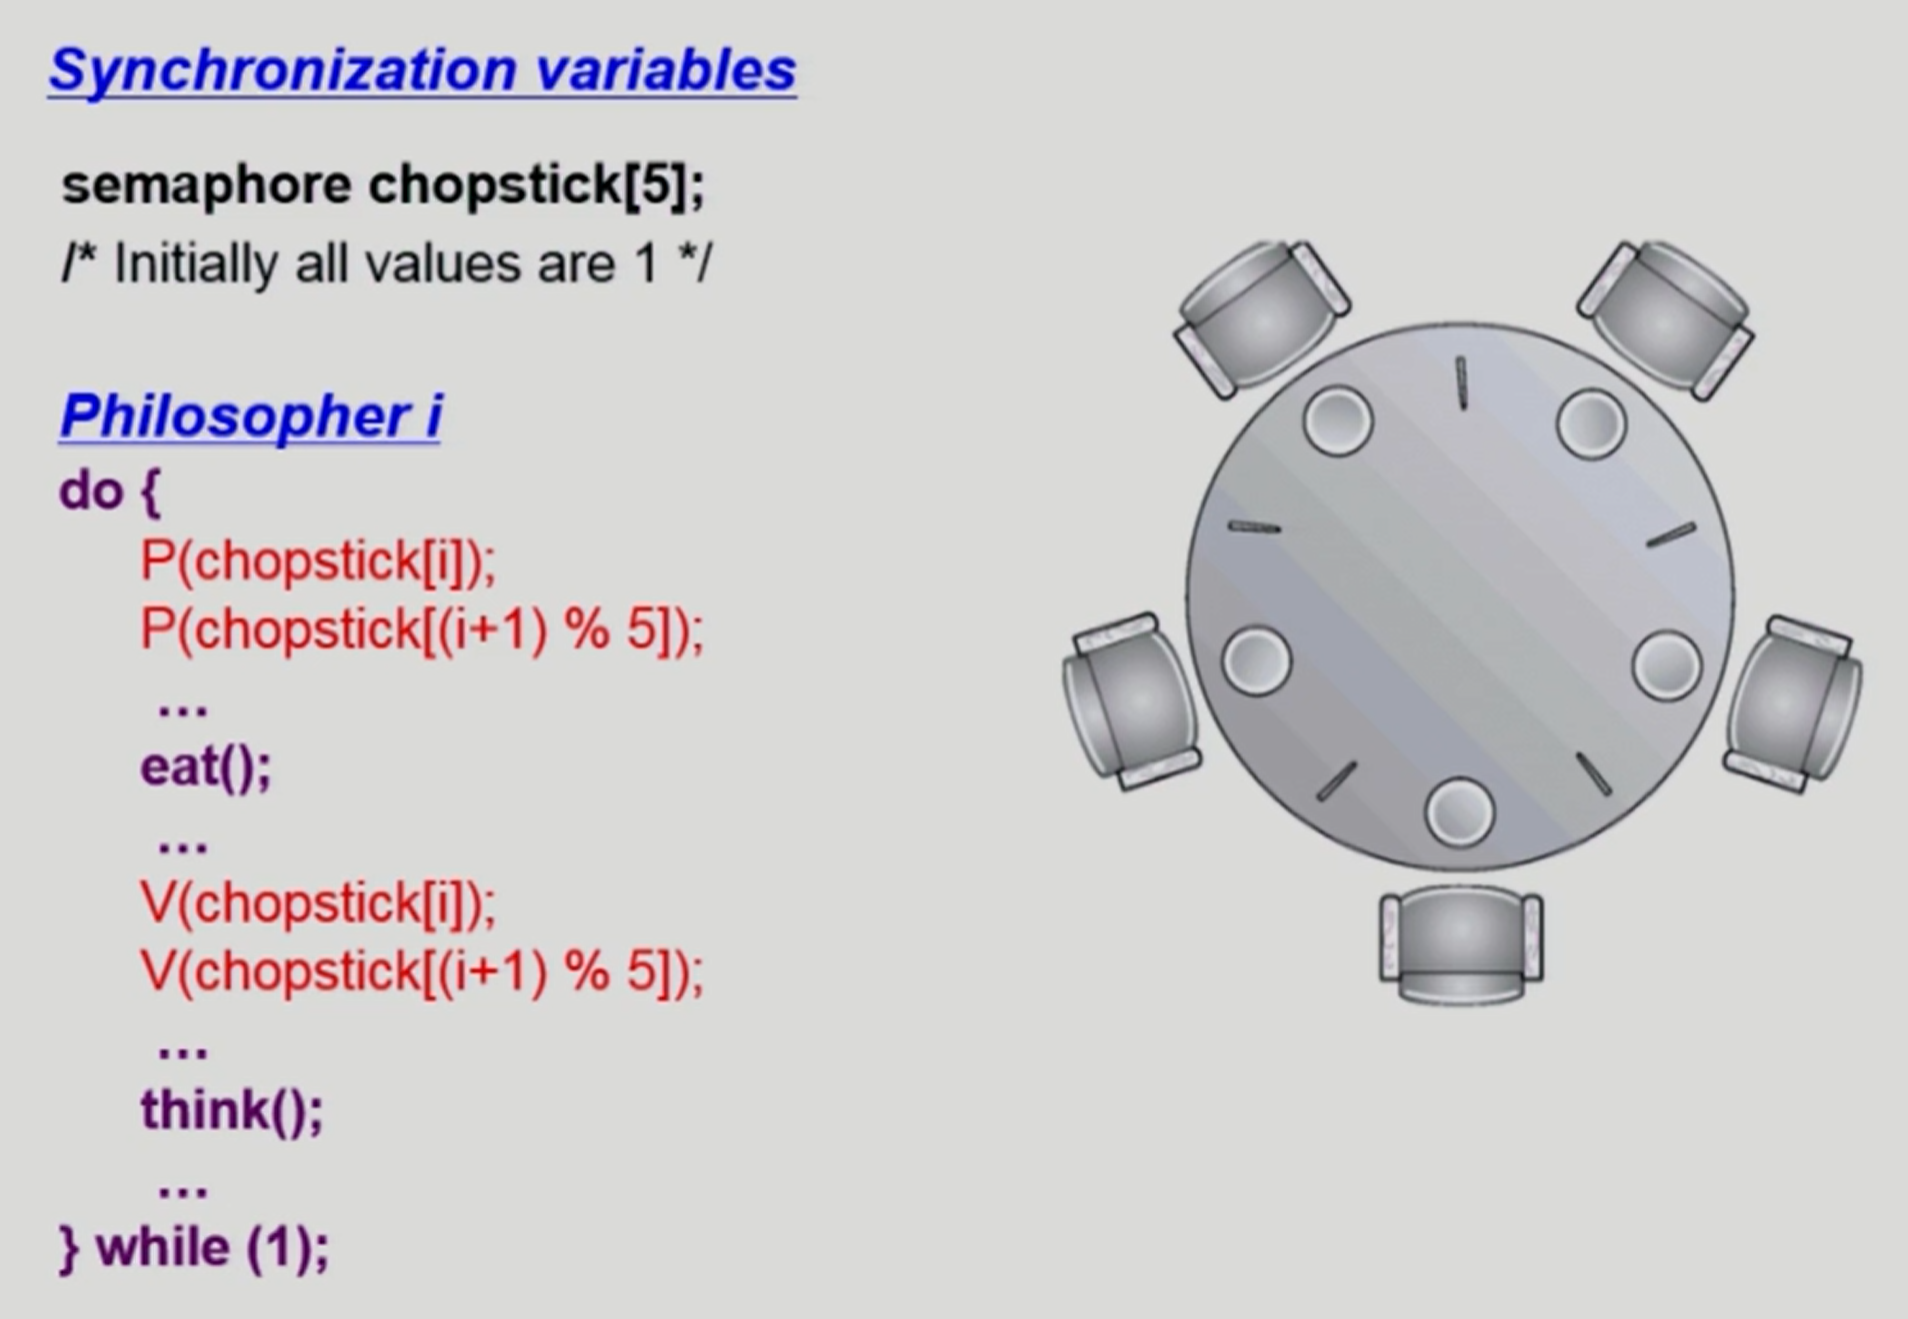 Synchronization variables
semaphore chopstick[5];
/* Initially all values are 1 */
Philosopher i
do {
P(chopstick[i]);
P(chopstick[(i+1) % 5]);
...
eat();
...
V(chopstick[i]);
V(chopstick[(i+1) % 5]);
...
think();
...
} while (1);